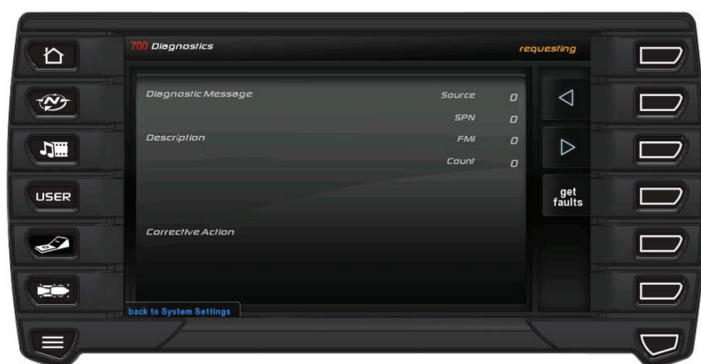 700 Diagnostics
requesting
Diagnostic Message
Source 0
SPN 0
Description
FMI 0
Count 0
USER
get
faults
Corrective Action
back to System Settings